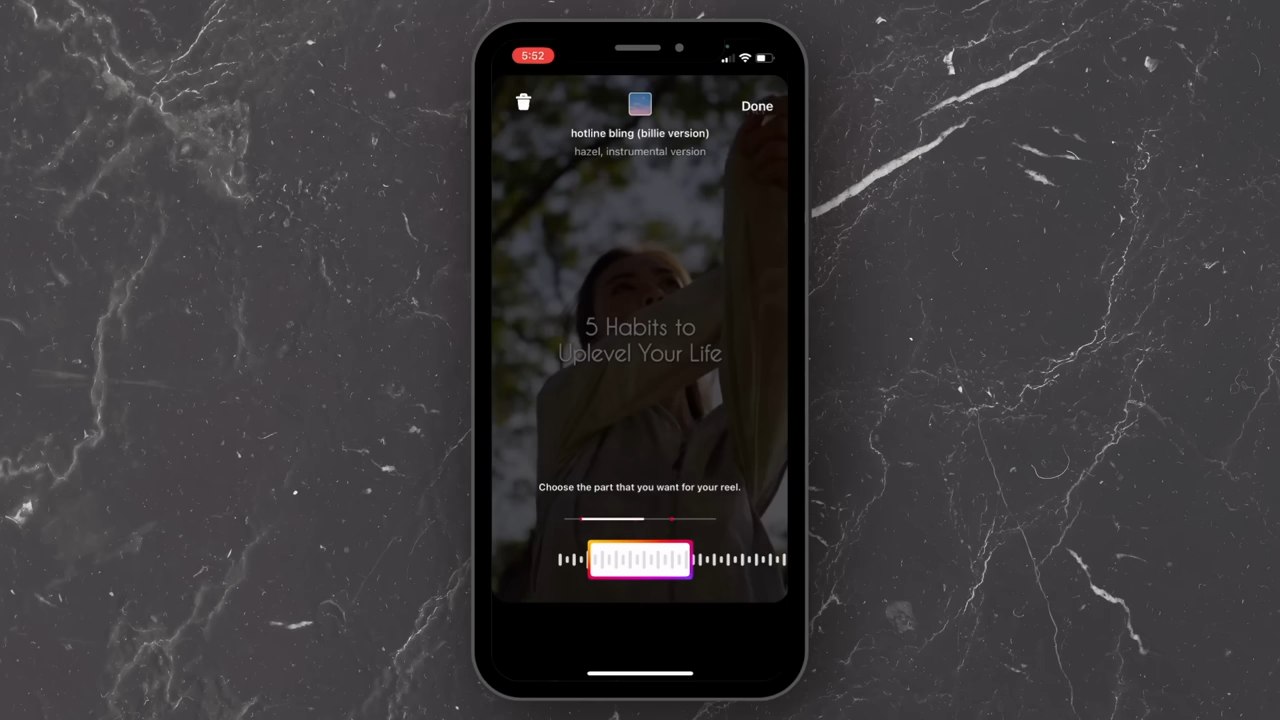 5:52
Done
hotline bling (billie version)
hazel, instrumental version
5 Habits to
Uplevel Your Life
Choose the part that you want for your reel.